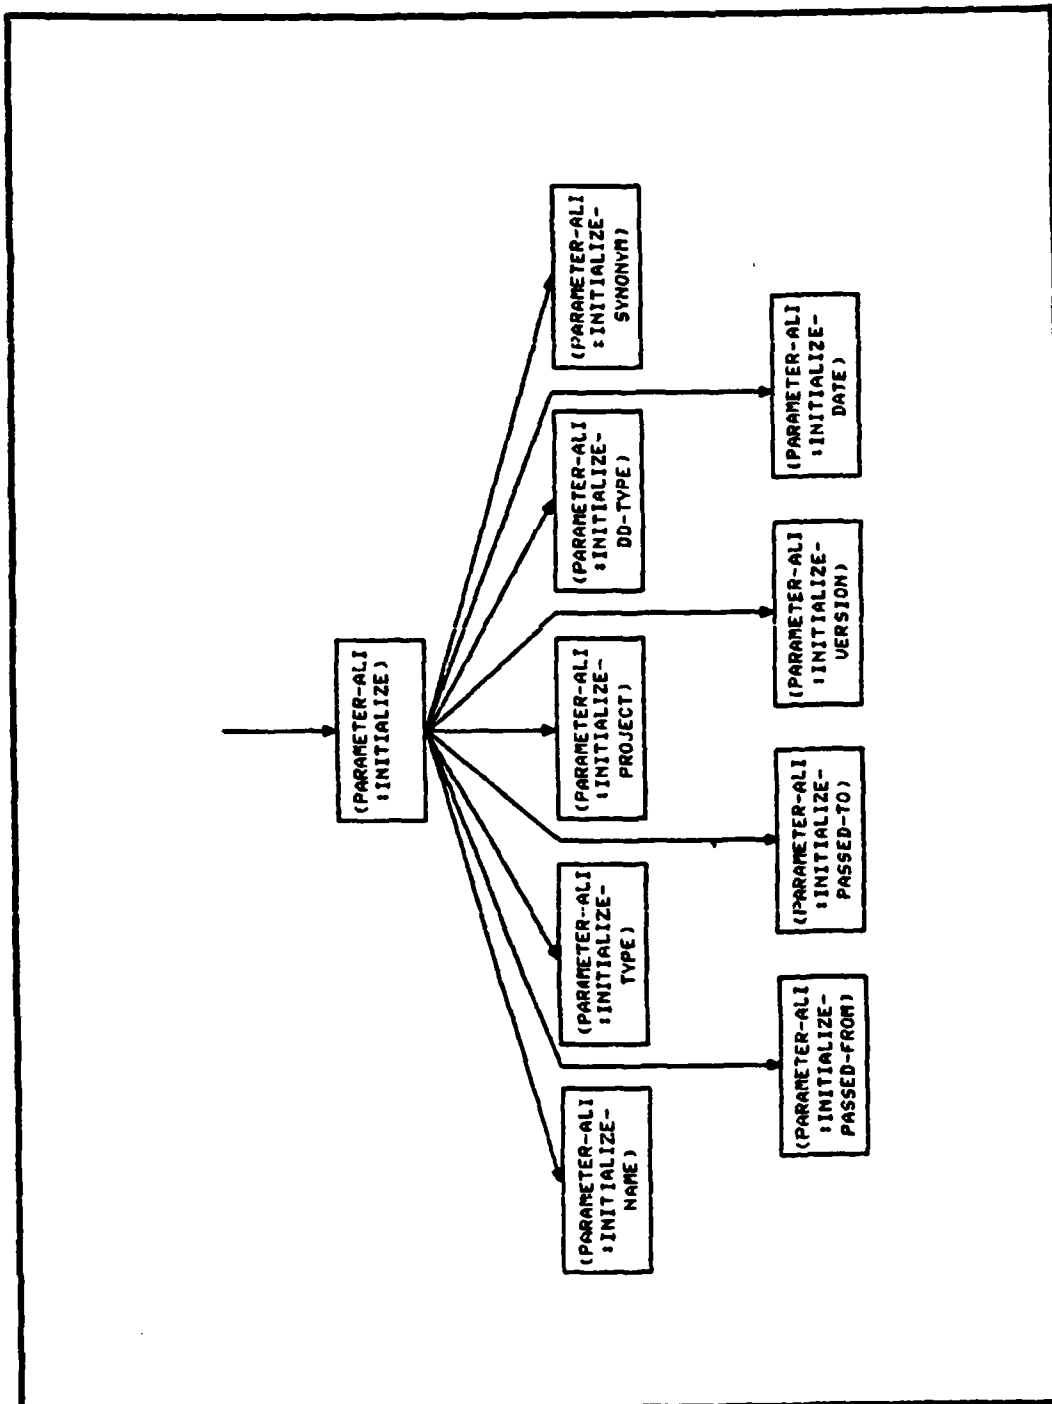 (PARAMETER-ALI
:INITIALIZE)
(PARAMETER-ALI
:INITIALIZE-
NAME)
(PARAMETER-ALI
:INITIALIZE-
TYPE)
(PARAMETER-ALI
:INITIALIZE-
PROJECT)
(PARAMETER-ALI
:INITIALIZE-
DD-TYPE)
(PARAMETER-ALI
:INITIALIZE-
SYNONYM)
(PARAMETER-ALI
:INITIALIZE-
PASSED-FROM)
(PARAMETER-ALI
:INITIALIZE-
PASSED-TO)
(PARAMETER-ALI
:INITIALIZE-
VERSION)
(PARAMETER-ALI
:INITIALIZE-
DATE)